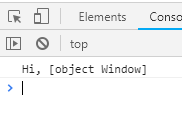 Elements Conso
top
Hi, [object Window]
>